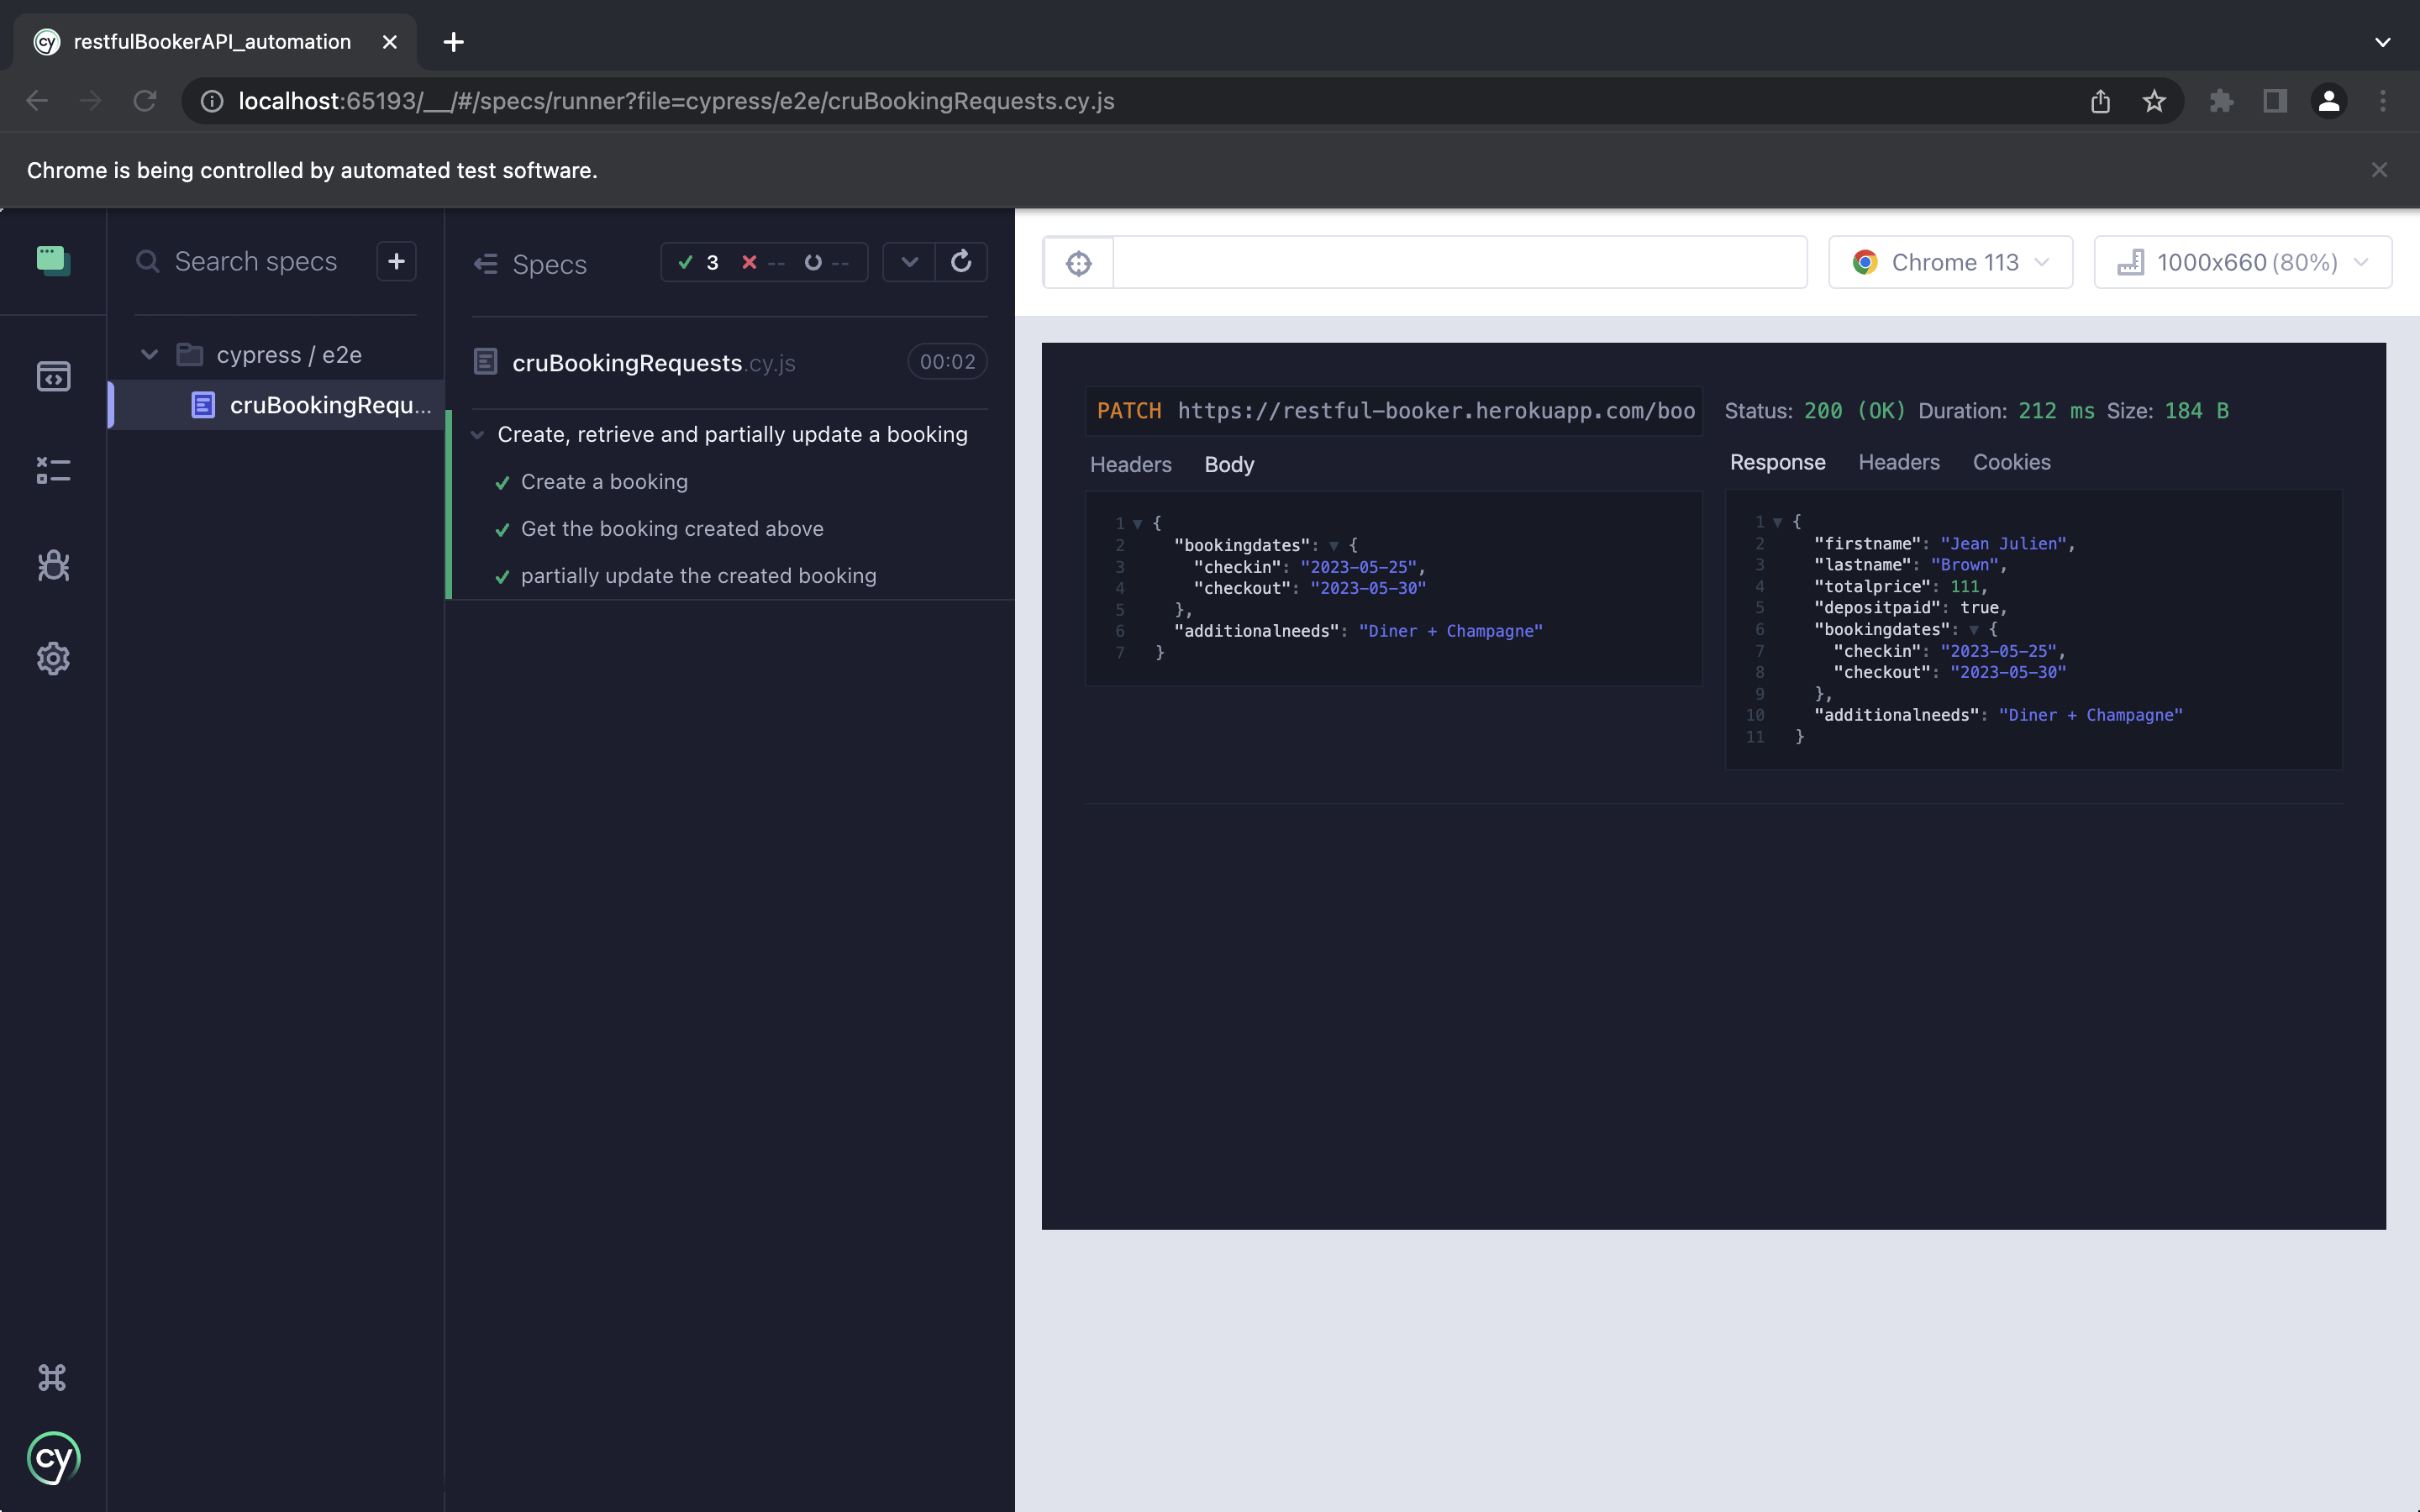 restfulBookerAPI_automation
localhost:65193/__/#/specs/runner?file=cypress/e2e/cruBookingRequests.cy.js
Chrome is being controlled by automated test software.
Search specs
cypress / e2e
cruBookingRequ...
Specs
3 -- --
cruBookingRequests.cy.js 00:02
Create, retrieve and partially update a booking
Create a booking
Get the booking created above
partially update the created booking
Chrome 113
1000x660 (80%)
PATCH https://restful-booker.herokuapp.com/boo
Headers Body
1 {
2 "bookingdates": {
3 "checkin": "2023-05-25",
4 "checkout": "2023-05-30"
5 },
6 "additionalneeds": "Diner + Champagne"
7 }
Status: 200 (OK) Duration: 212 ms Size: 184 B
Response Headers Cookies
1 {
2 "firstname": "Jean Julien",
3 "lastname": "Brown",
4 "totalprice": 111,
5 "depositpaid": true,
6 "bookingdates": {
7 "checkin": "2023-05-25",
8 "checkout": "2023-05-30"
9 },
10 "additionalneeds": "Diner + Champagne"
11 }
cy